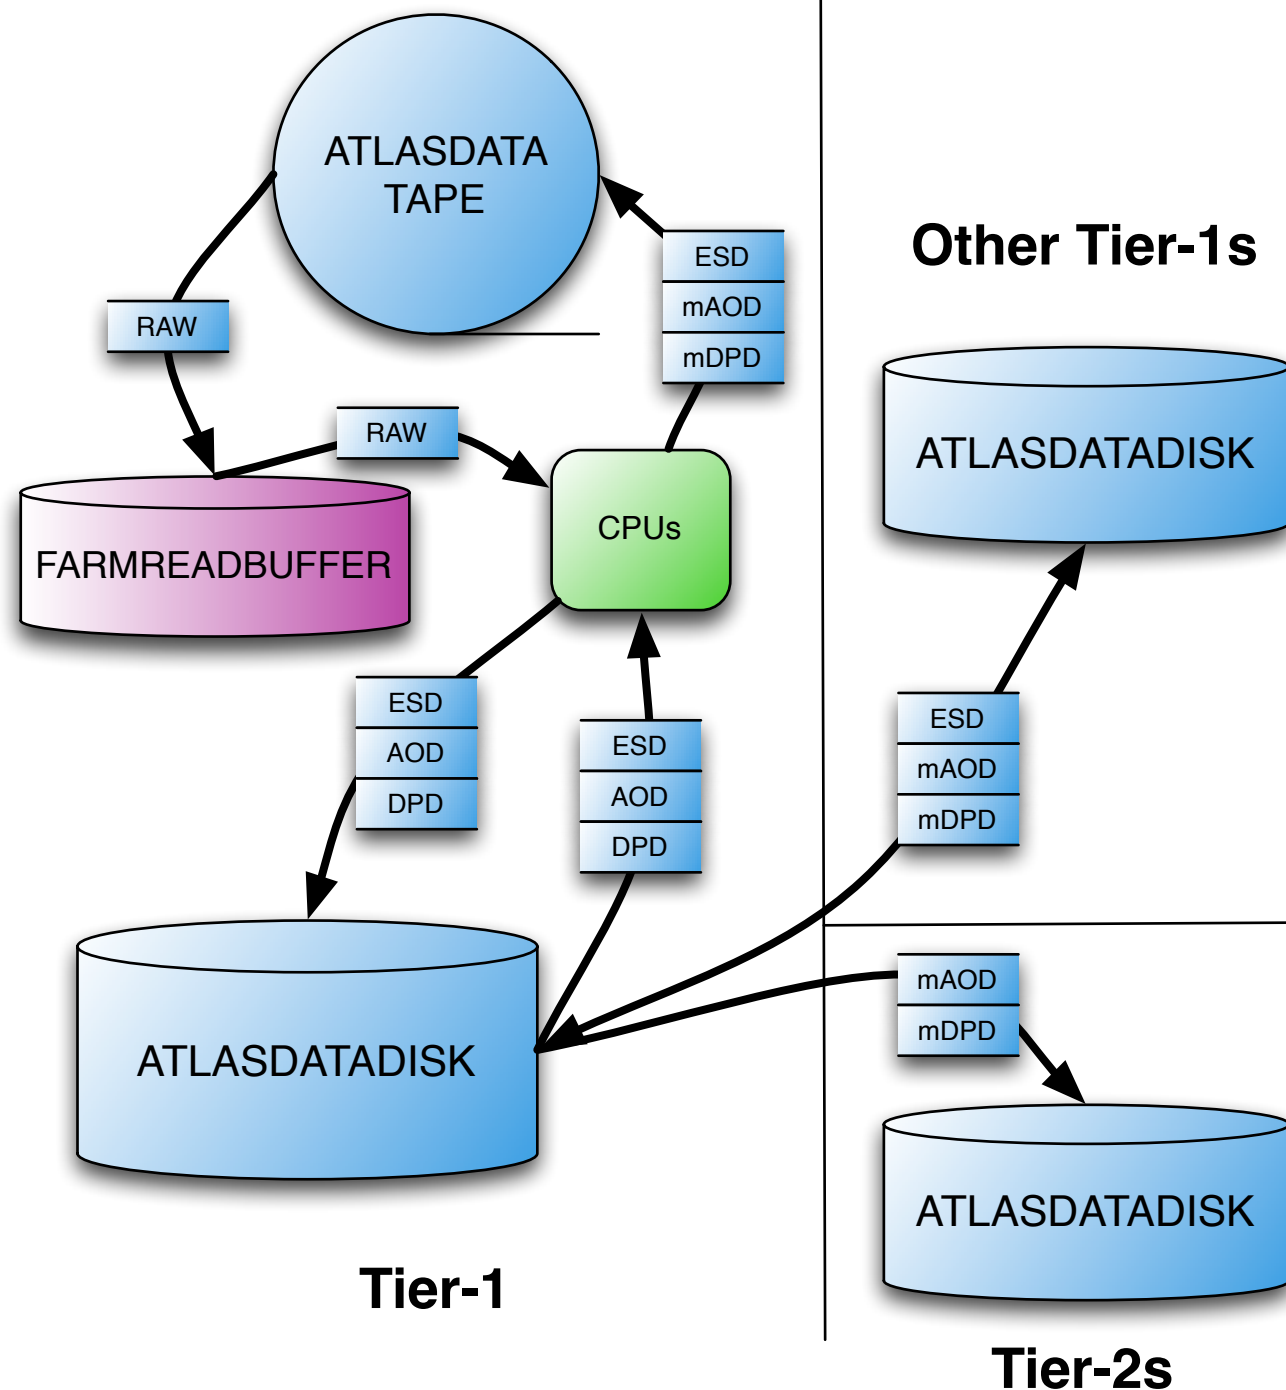 ATLASDATA
TAPE
ESD
mAOD
mDPD
RAW
RAW
CPUs
FARMREADBUFFER
ESD
AOD
DPD
ESD
AOD
DPD
ATLASDATADISK
Tier-1
Other Tier-1s
ATLASDATADISK
ESD
mAOD
mDPD
mAOD
mDPD
ATLASDATADISK
Tier-2s